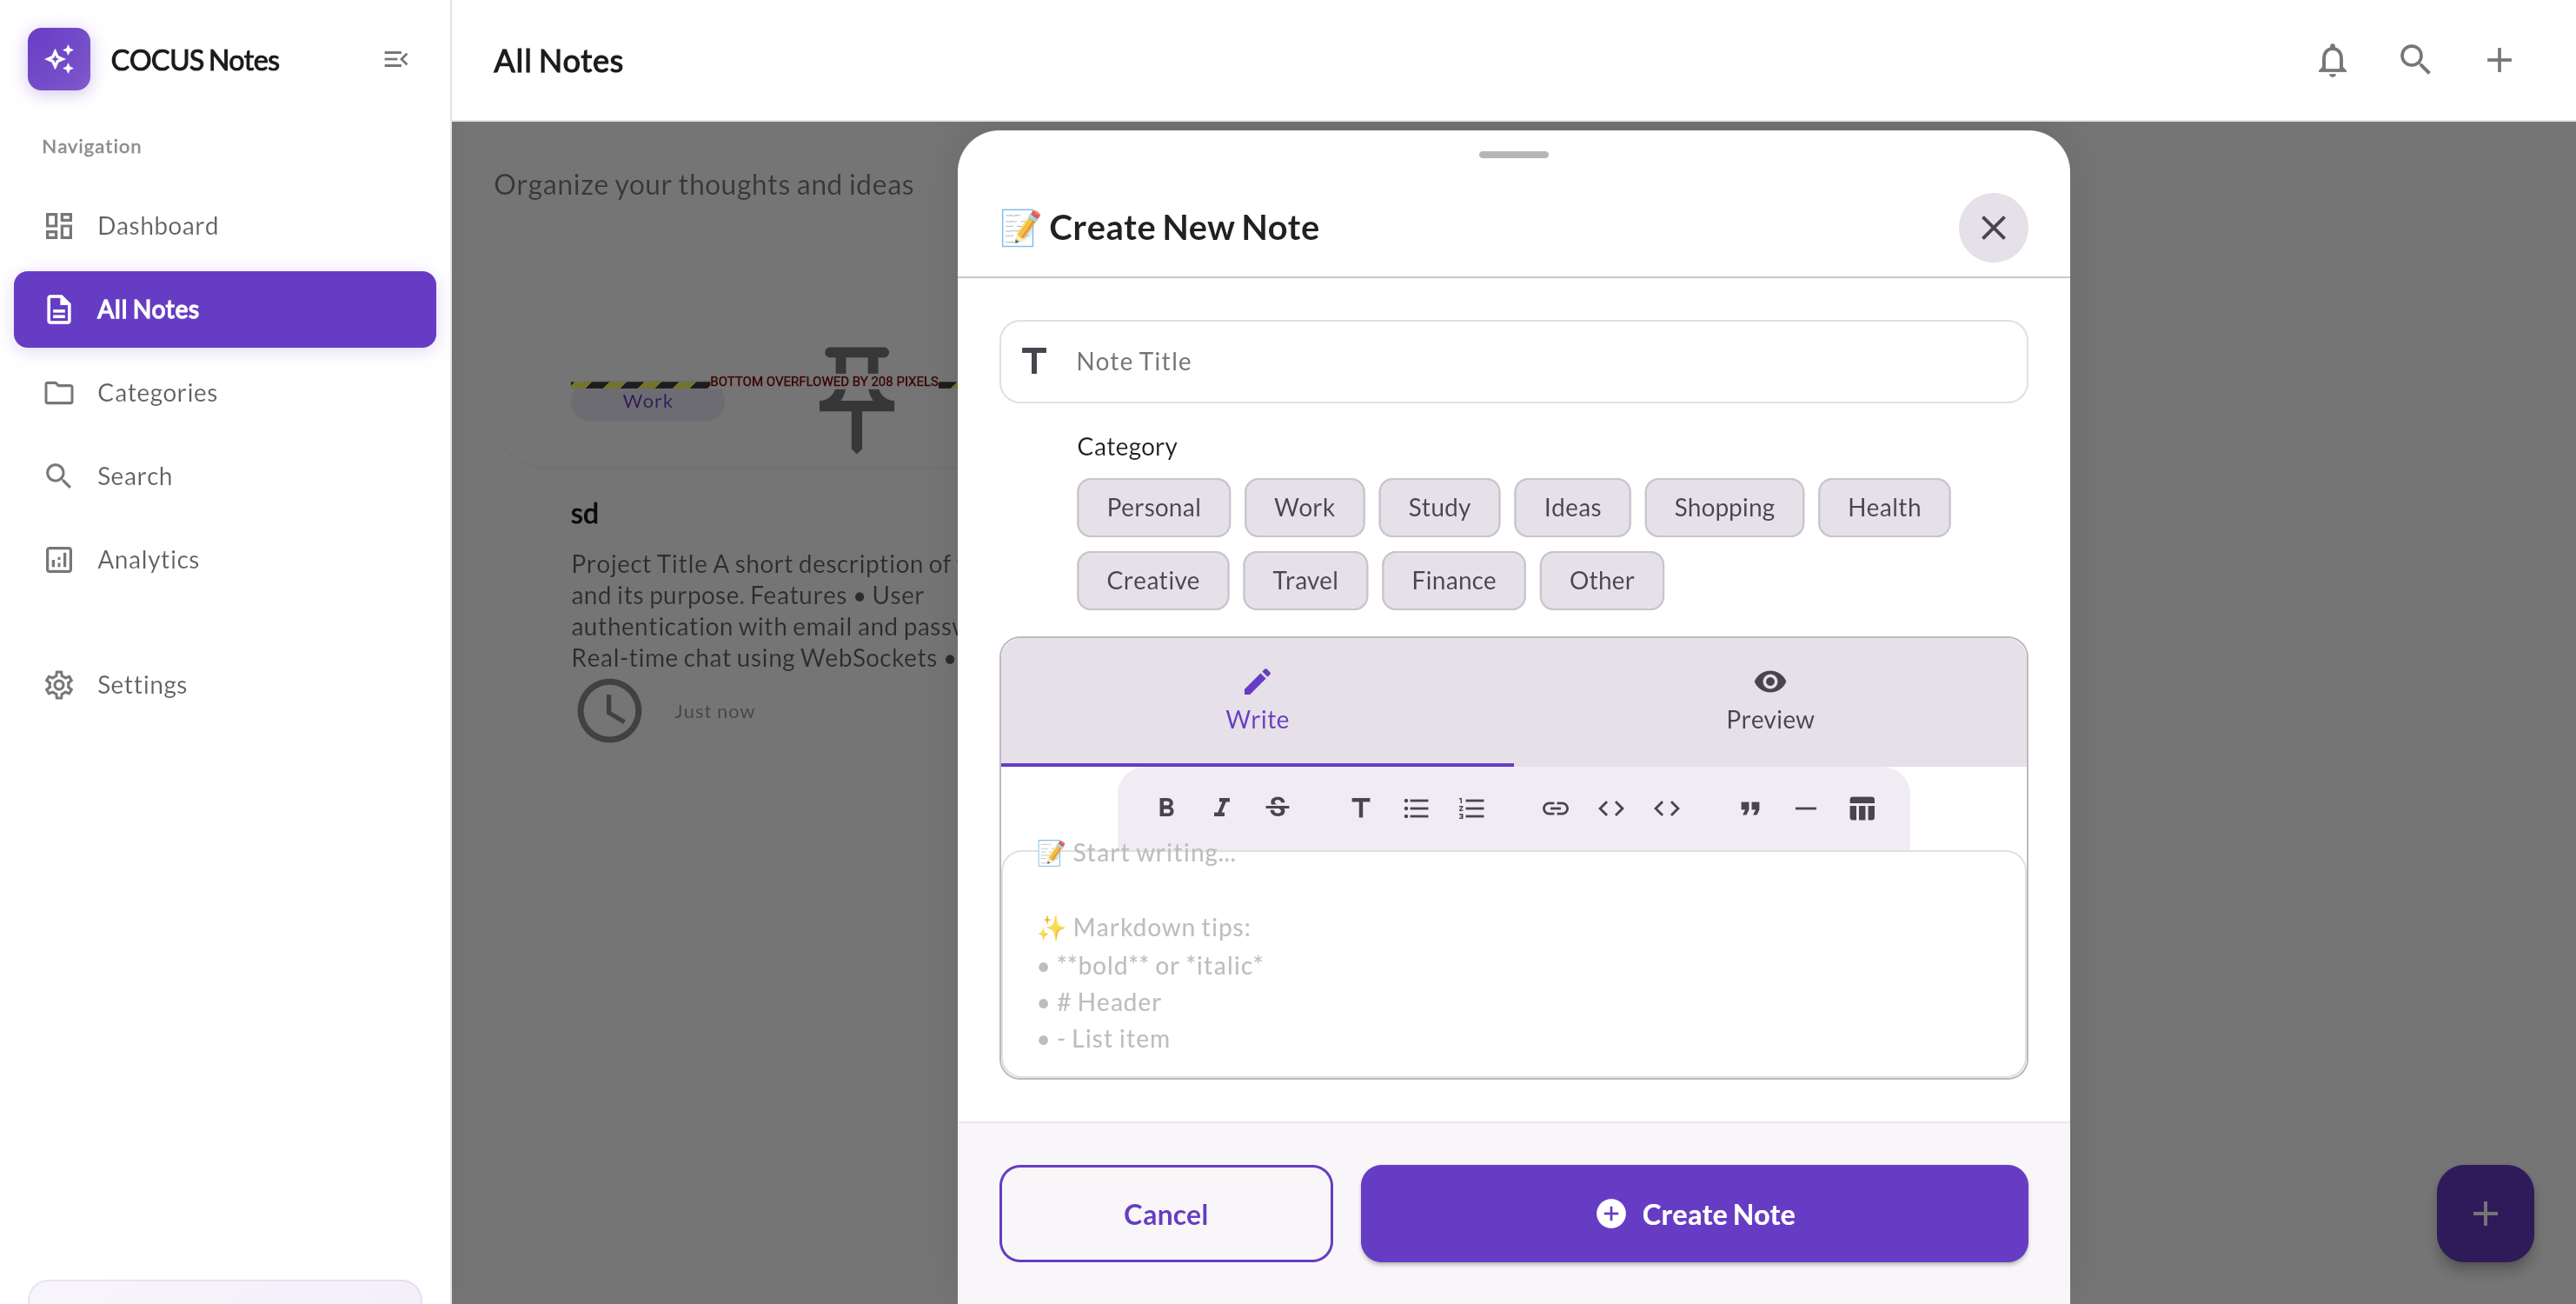 COCUS Notes
All Notes
Navigation
Dashboard
All Notes
Categories
Search
Analytics
Settings
Organize your thoughts and ideas
BOTTOM OVERFLOWED BY 208 PIXELS
Work
sd
Project Title A short description of
and its purpose. Features • User
authentication with email and passw
Real-time chat using WebSockets •
Just now
📝 Create New Note
Note Title
Category
Personal Work Study Ideas Shopping Health
Creative Travel Finance Other
Write Preview
📝 Start writing...
✨ Markdown tips:
• **bold** or *italic*
• # Header
• - List item
Cancel Create Note